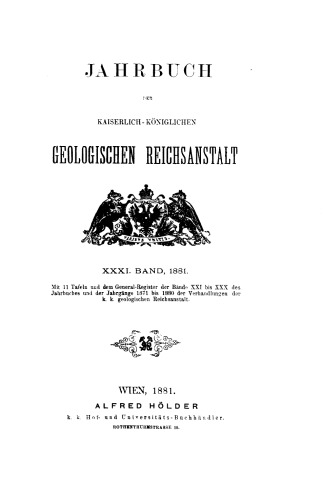 JAHRBUCH
DER
KAISERLICH-KÖNIGLICHEN
GEOLOGISCHEN REICHSANSTALT
VIRIBUS UNITIS
XXXI. BAND, 1881.
Mit 11 Tafeln und dem General-Register der Bände XXI bis XXX des
Jahrbuches und der Jahrgänge 1871 bis 1880 der Verhandlungen der
k. k. geologischen Reichsanstalt.
WIEN, 1881.
ALFRED HÖLDER
k. k. Hof- und Universitäts-Buchhändler.
ROTHENTHURMSTRASSE 15.